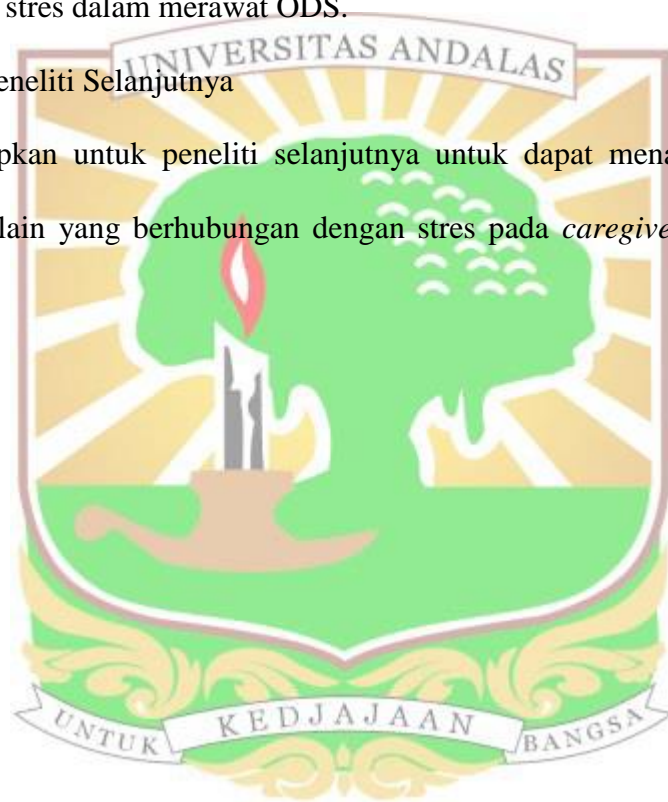 stres dalam merawat ODS.
UNIVERSITAS ANDALAS
eneliti Selanjutnya
pkan untuk peneliti selanjutnya untuk dapat mena
lain yang berhubungan dengan stres pada caregive
UNTUK KEDJAJAAN BANGSA